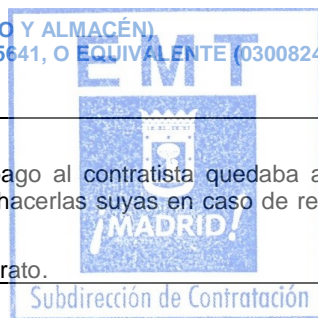 O Y ALMACÉN)
5641, O EQUIVALENTE (0300824
EMT
ago al contratista quedaba a
hacerlas suyas en caso de re
¡MADRID!
rato.
Subdirección de Contratación